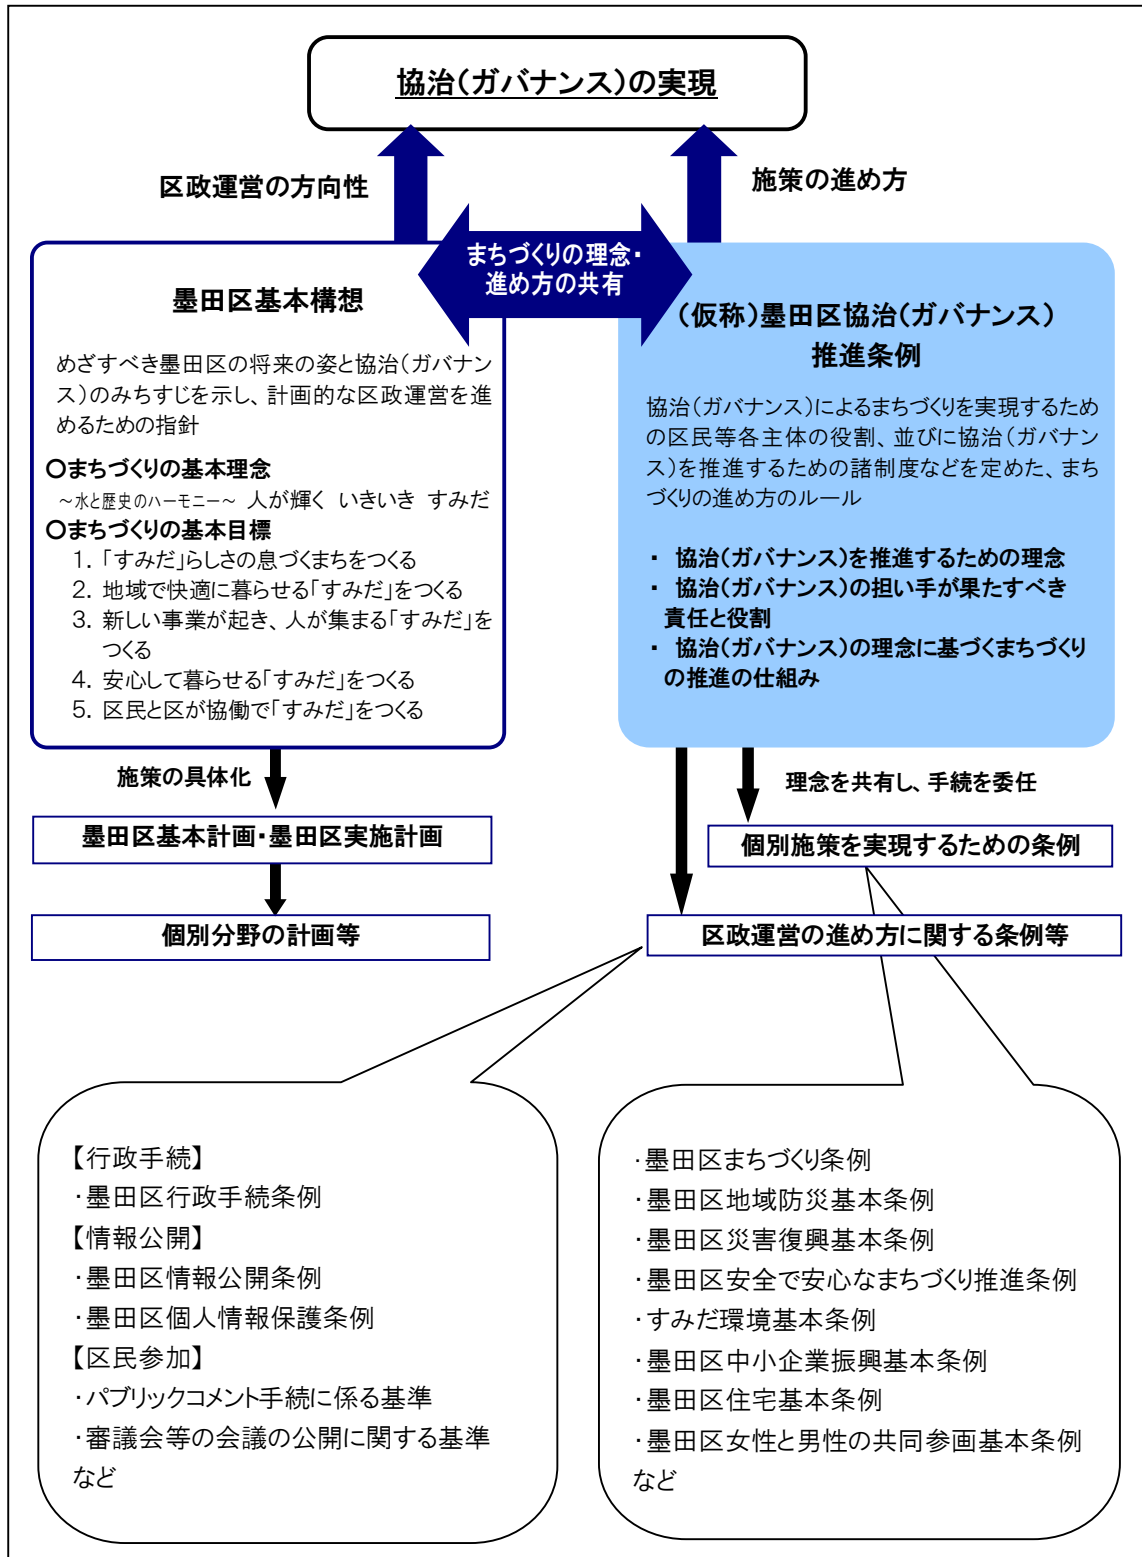 協治（ガバナンス）の実現
区政運営の方向性
施策の進め方
まちづくりの理念・
進め方の共有
墨田区基本構想
めざすべき墨田区の将来の姿と協治（ガバナン
ス）のみちすじを示し、計画的な区政運営を進
めるための指針
○まちづくりの基本理念
～水と歴史のハーモニー～ 人が輝く いきいき すみだ
○まちづくりの基本目標
1. 「すみだ」らしさの息づくまちをつくる
2. 地域で快適に暮らせる「すみだ」をつくる
3. 新しい事業が起き、人が集まる「すみだ」を
つくる
4. 安心して暮らせる「すみだ」をつくる
5. 区民と区が協働で「すみだ」をつくる
（仮称）墨田区協治（ガバナンス）
推進条例
協治（ガバナンス）によるまちづくりを実現するため
の区民等各主体の役割、並びに協治（ガバナン
ス）を推進するための諸制度などを定めた、まち
づくりの進め方のルール
・ 協治（ガバナンス）を推進するための理念
・ 協治（ガバナンス）の担い手が果たすべき
責任と役割
・ 協治（ガバナンス）の理念に基づくまちづくり
の推進の仕組み
施策の具体化
理念を共有し、手続を委任
墨田区基本計画・墨田区実施計画
個別施策を実現するための条例
個別分野の計画等
区政運営の進め方に関する条例等
【行政手続】
・墨田区行政手続条例
【情報公開】
・墨田区情報公開条例
・墨田区個人情報保護条例
【区民参加】
・パブリックコメント手続に係る基準
・審議会等の会議の公開に関する基準
など
・墨田区まちづくり条例
・墨田区地域防災基本条例
・墨田区災害復興基本条例
・墨田区安全で安心なまちづくり推進条例
・すみだ環境基本条例
・墨田区中小企業振興基本条例
・墨田区住宅基本条例
・墨田区女性と男性の共同参画基本条例
など